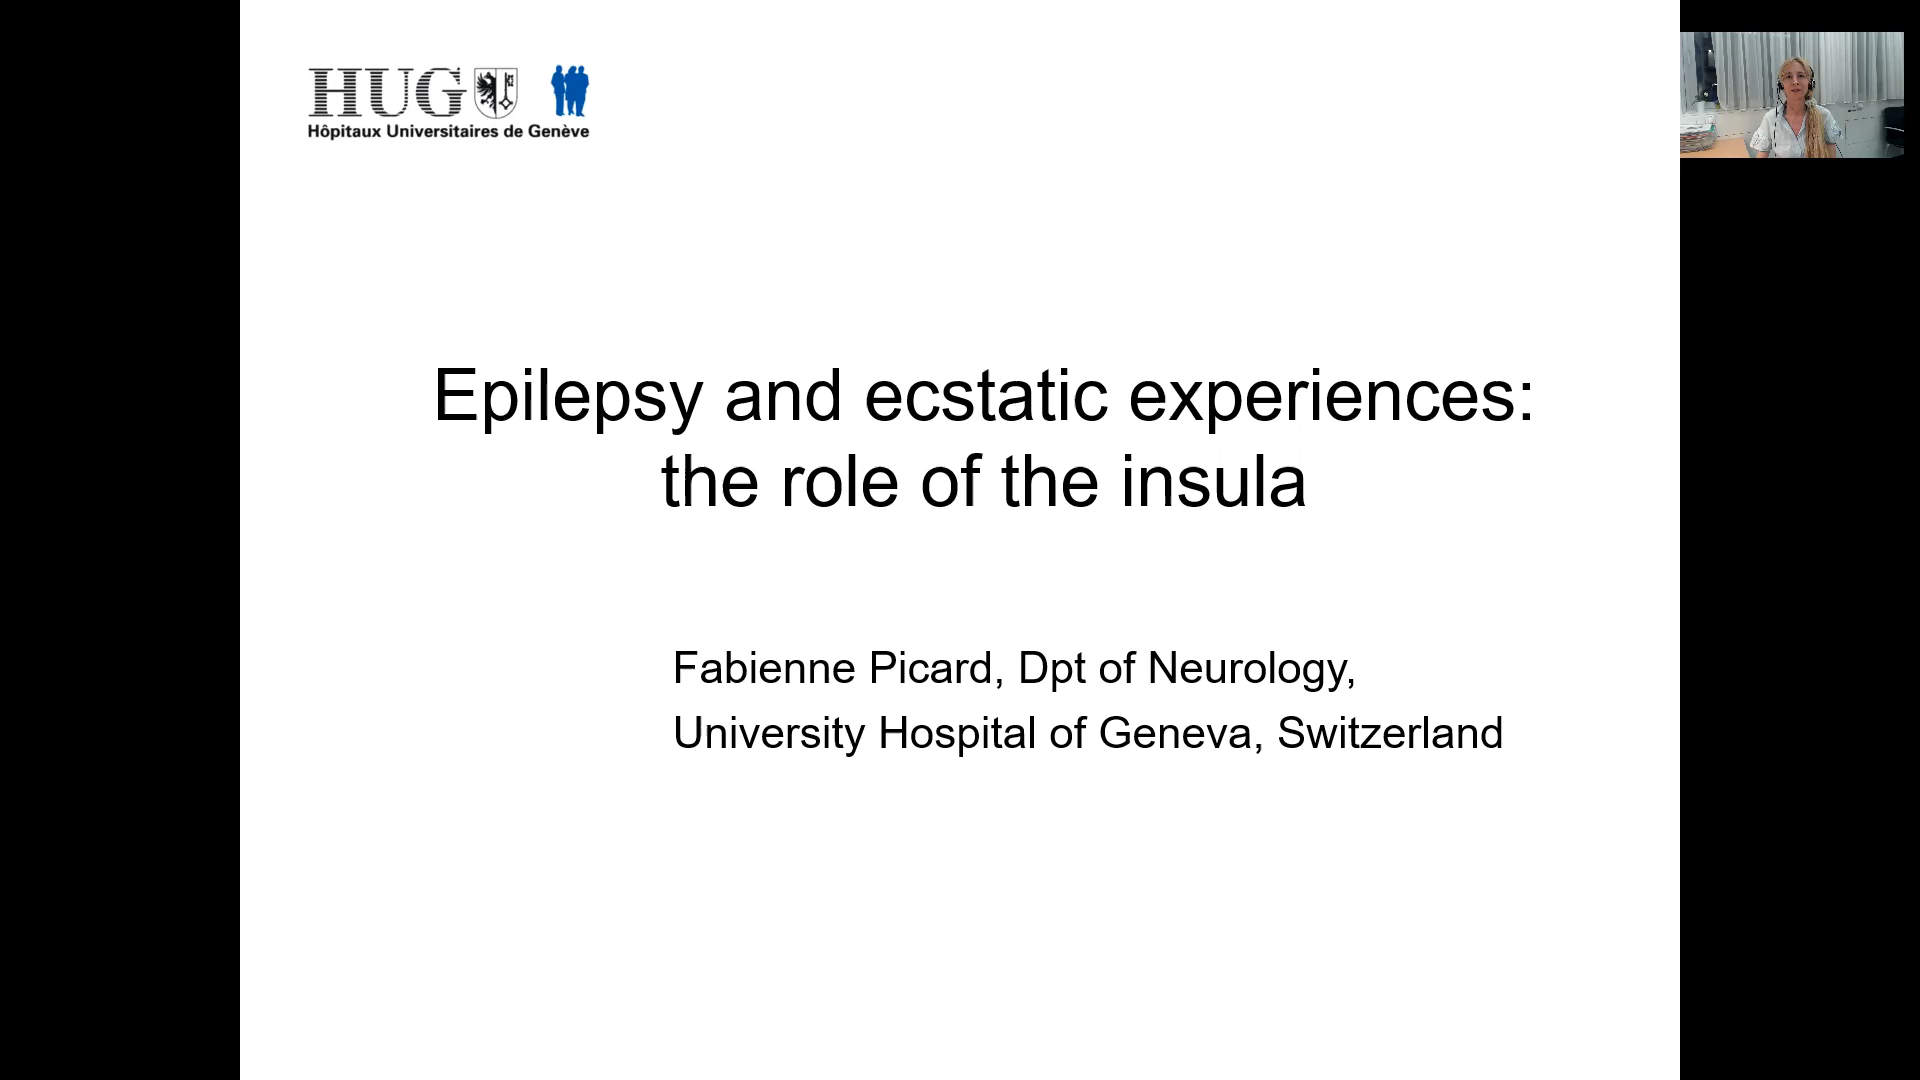 HUG
Hôpitaux Universitaires de Genève
Epilepsy and ecstatic experiences:
the role of the insula
Fabienne Picard, Dpt of Neurology,
University Hospital of Geneva, Switzerland